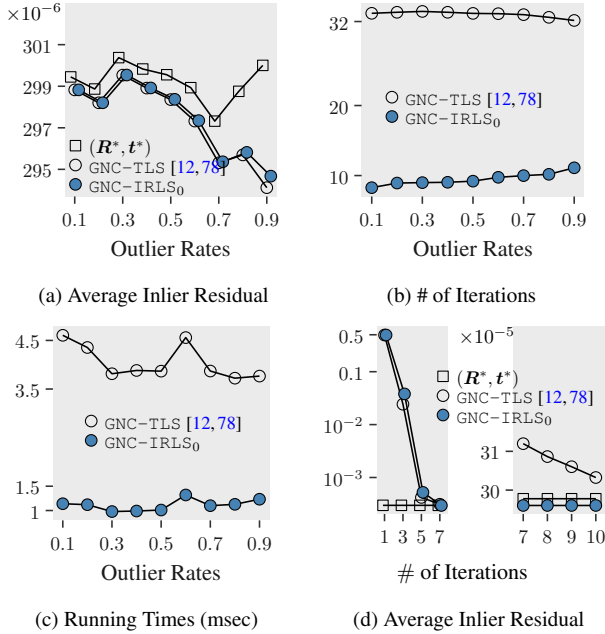 ×10⁻⁶
301
299
297
295
(R*, t*)
GNC-TLS [12,78]
GNC-IRLS₀
0.1 0.3 0.5 0.7 0.9
Outlier Rates
(a) Average Inlier Residual
32
20
10
GNC-TLS [12,78]
GNC-IRLS₀
0.1 0.3 0.5 0.7 0.9
Outlier Rates
(b) # of Iterations
4.5
3.5
1.5
1
GNC-TLS [12,78]
GNC-IRLS₀
0.1 0.3 0.5 0.7 0.9
Outlier Rates
(c) Running Times (msec)
0.5
0.1
10⁻²
10⁻³
1 3 5 7
×10⁻⁵
(R*, t*)
GNC-TLS [12,78]
GNC-IRLS₀
31
30
7 8 9 10
# of Iterations
(d) Average Inlier Residual